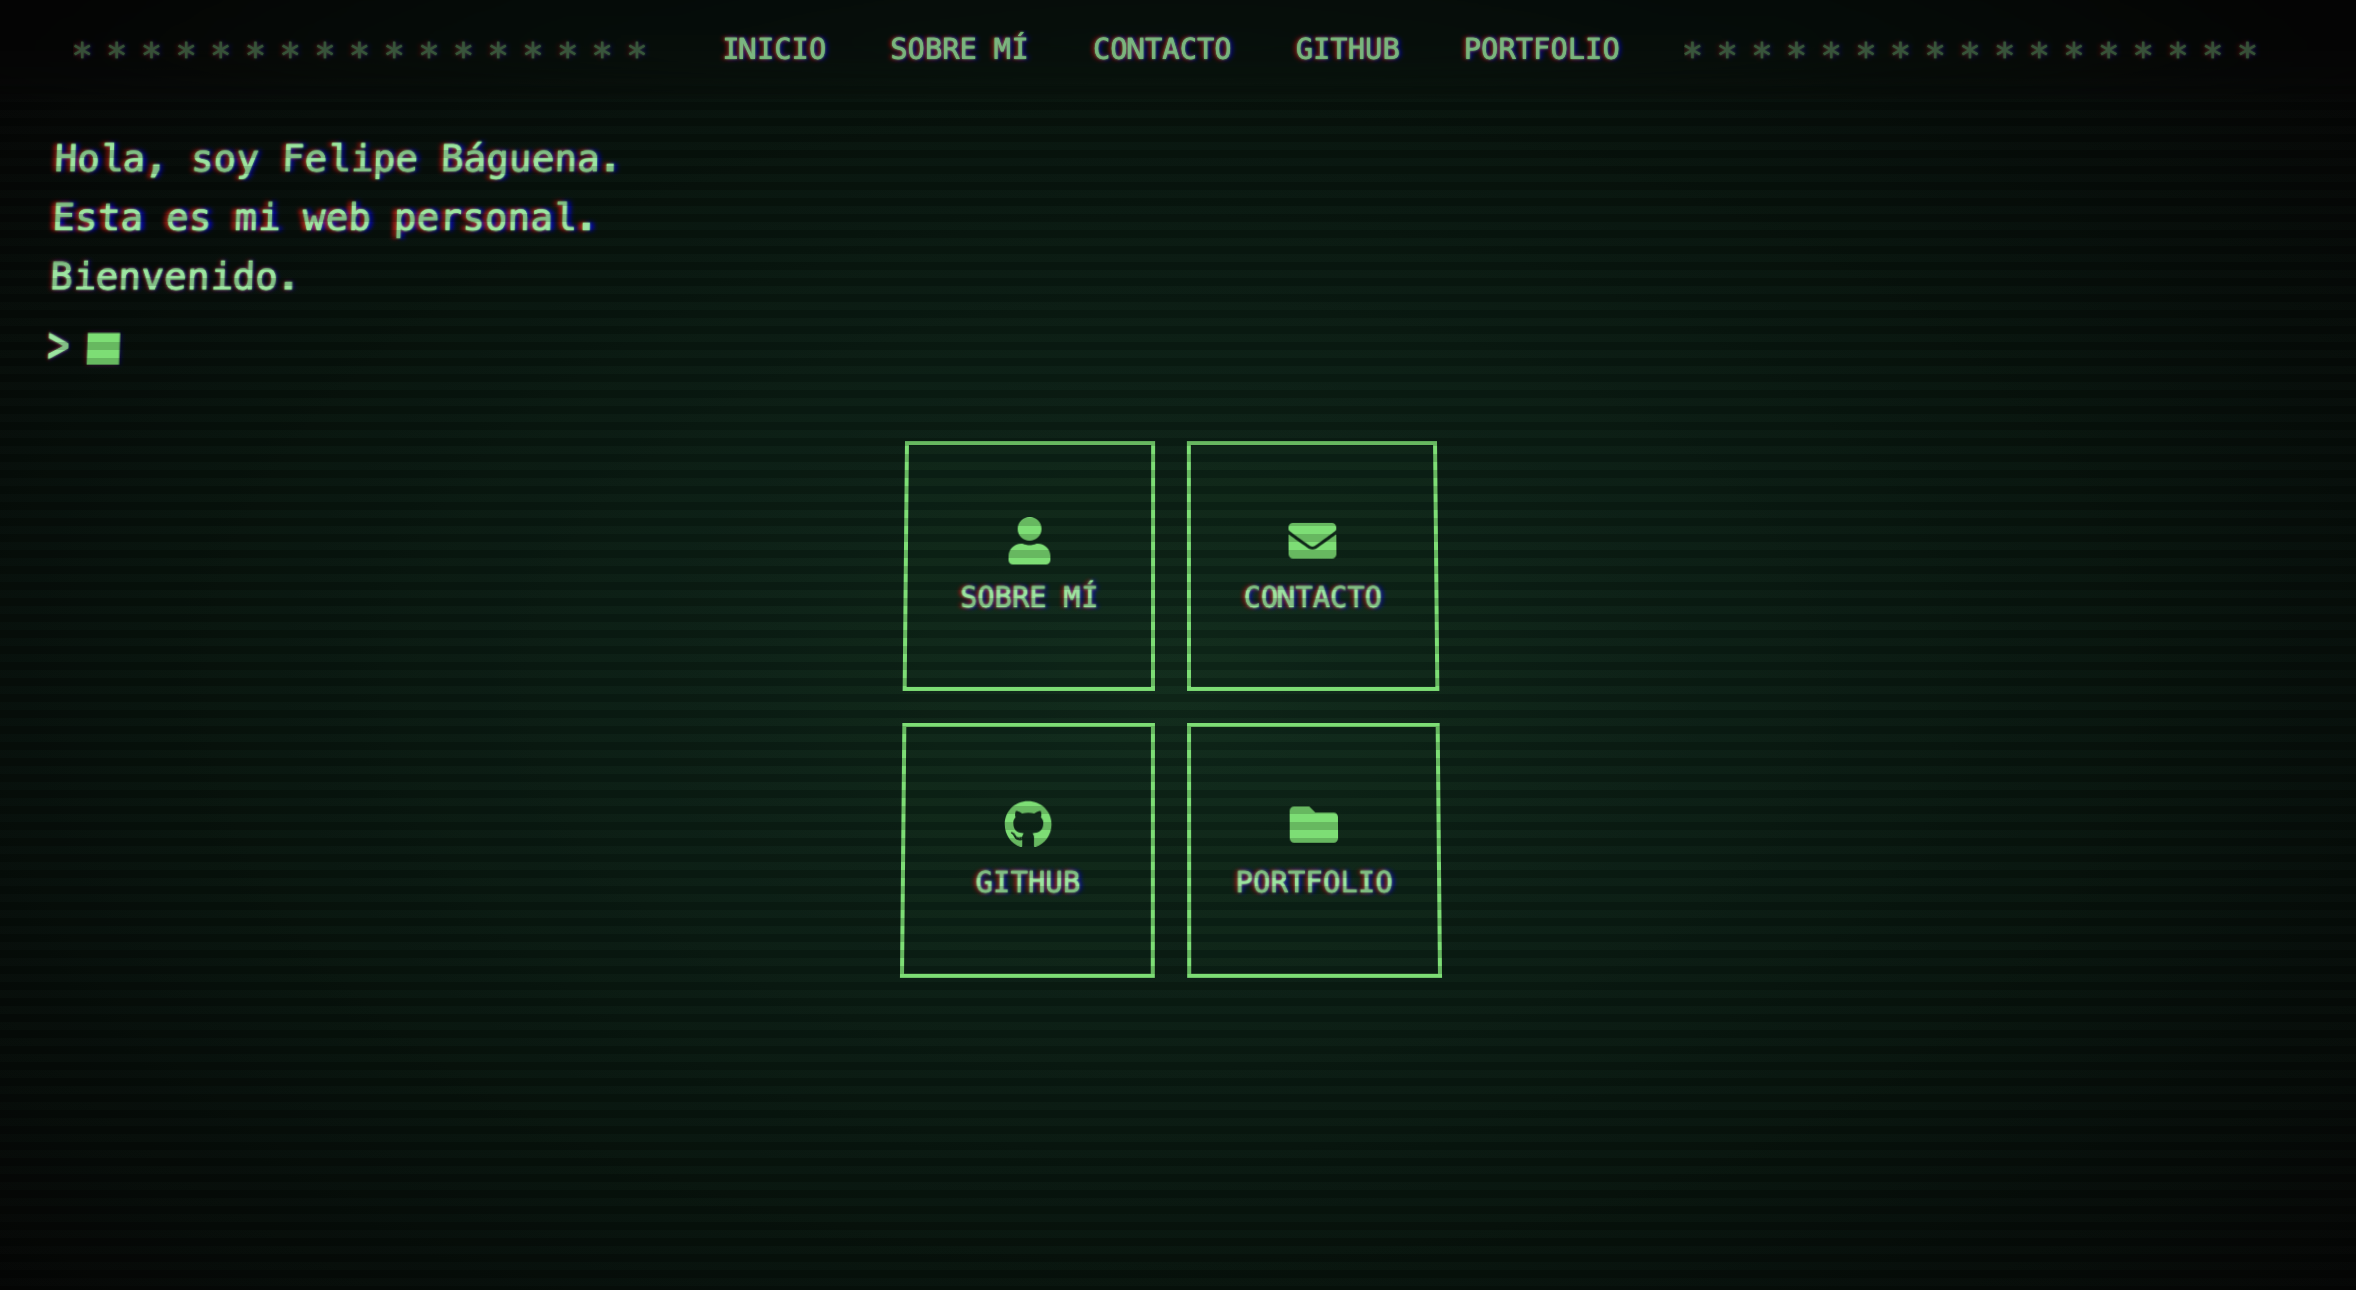 * * * * * * * * * * * * * * * * * INICIO SOBRE MÍ CONTACTO GITHUB PORTFOLIO * * * * * * * * * * * * * * * * *
Hola, soy Felipe Báguena.
Esta es mi web personal.
Bienvenido.
>
SOBRE MÍ
CONTACTO
GITHUB
PORTFOLIO